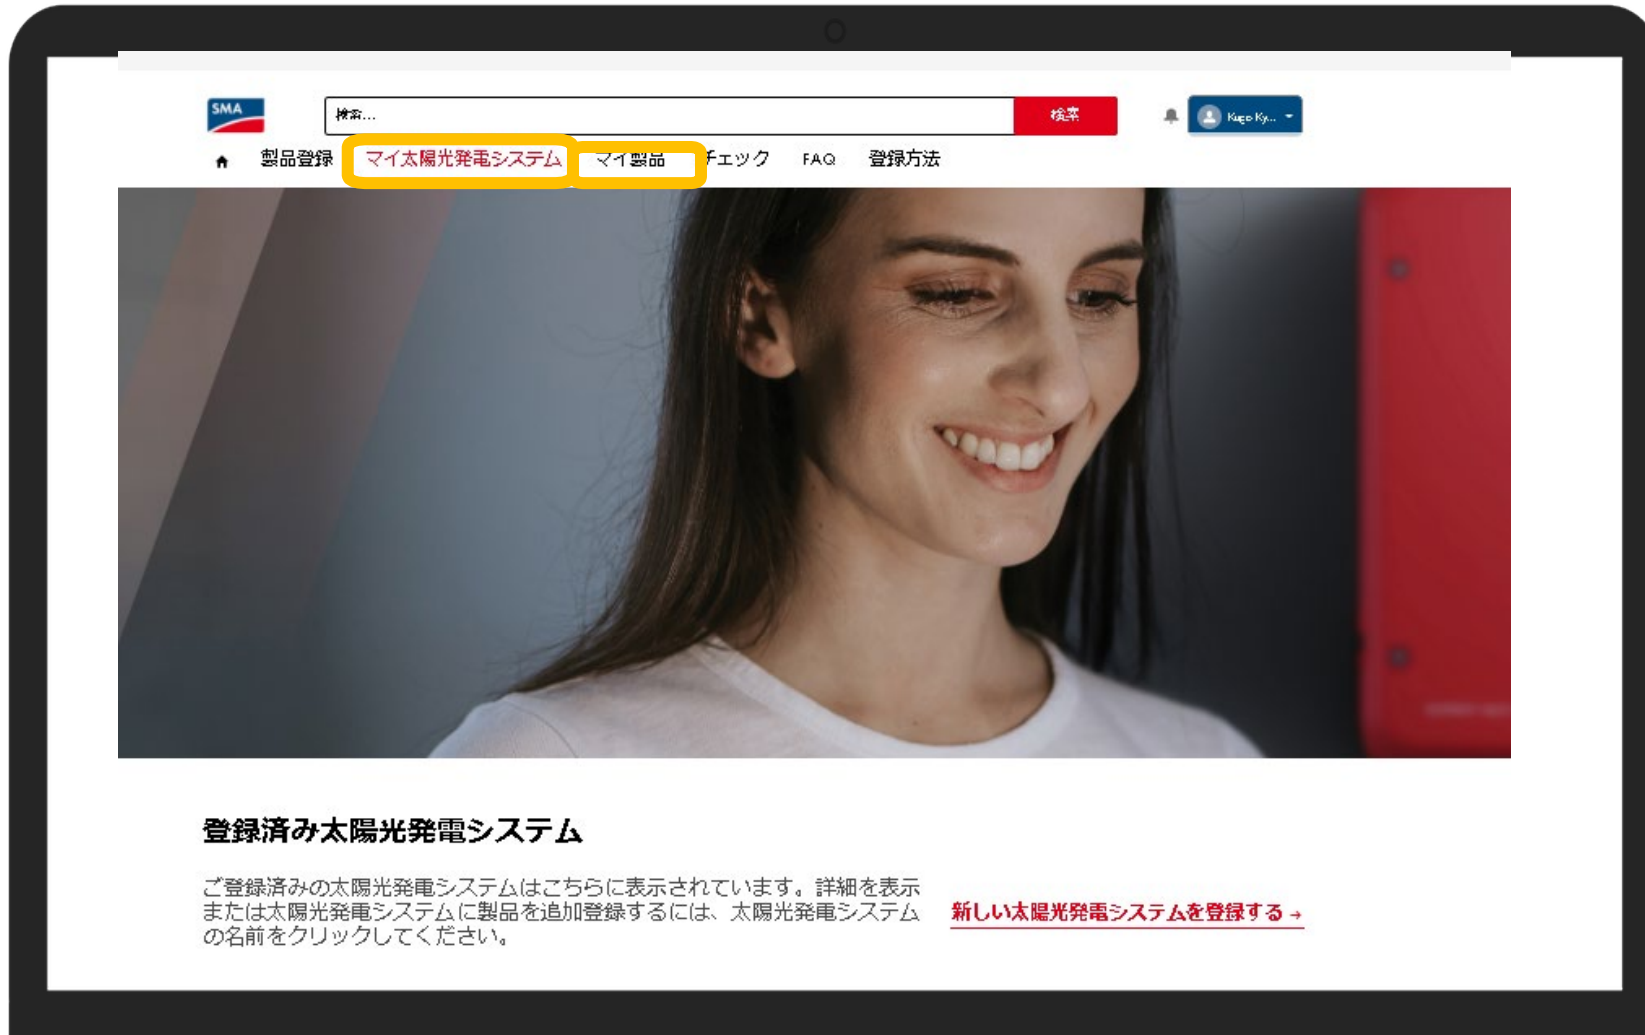 SMA
検索...
検索
Kugo Ky...
製品登録 マイ太陽光発電システム マイ製品 チェック FAQ 登録方法
登録済み太陽光発電システム
ご登録済みの太陽光発電システムはこちらに表示されています。詳細を表示
または太陽光発電システムに製品を追加登録するには、太陽光発電システム
の名前をクリックしてください。
新しい太陽光発電システムを登録する →